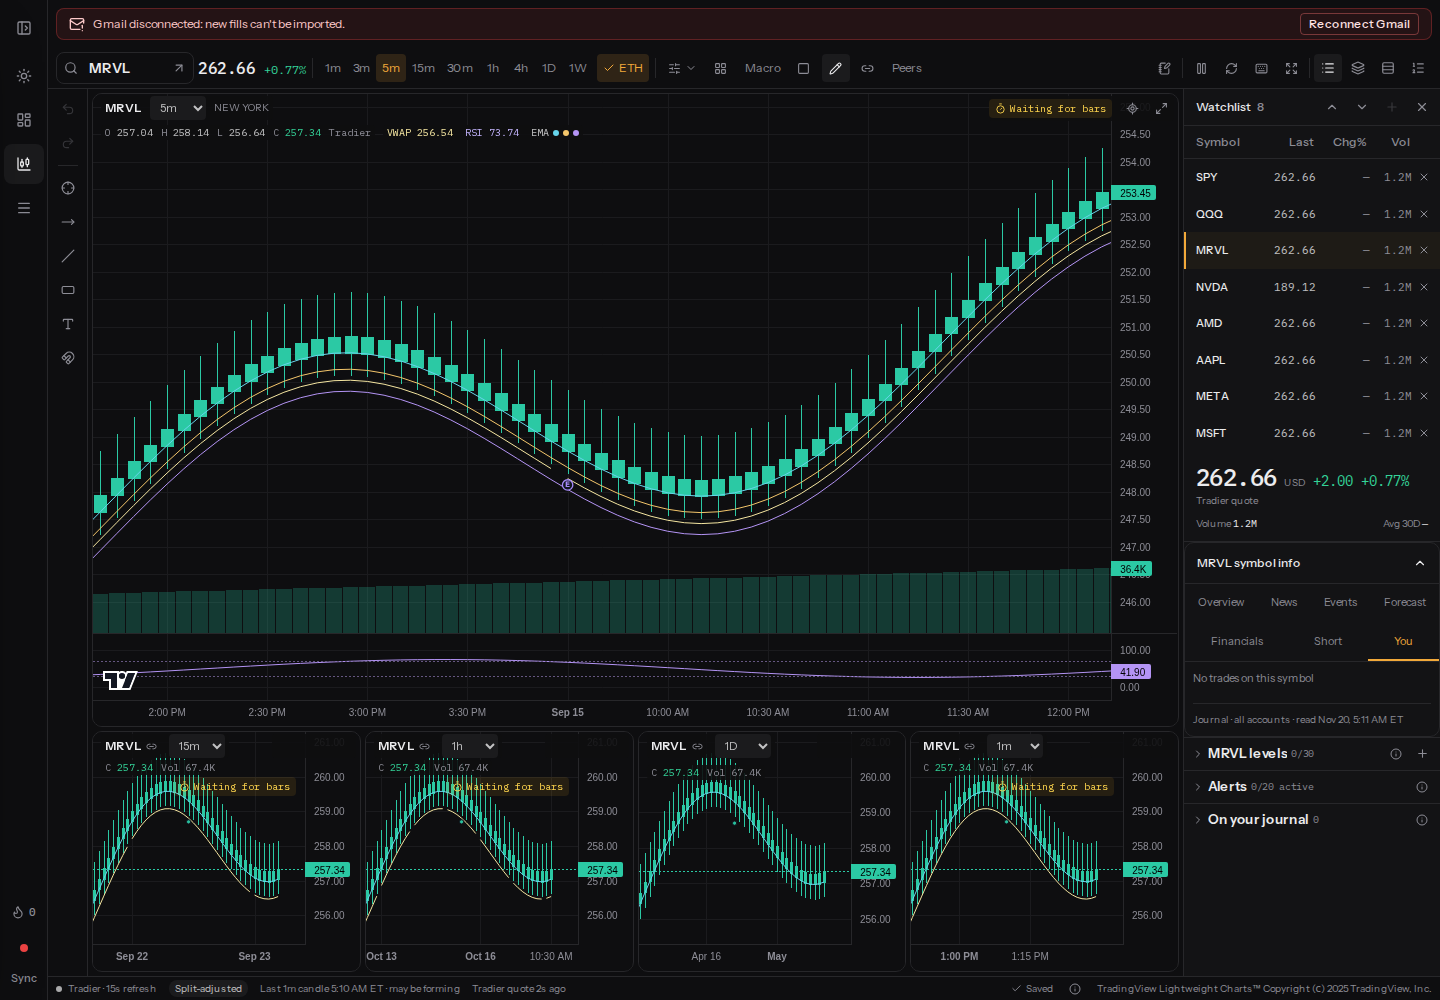 Gmail disconnected: new fills can't be imported.
Reconnect Gmail
MRVL 262.66 +0.77% 1m 3m 5m 15m 30m 1h 4h 1D 1W ETH Macro Peers
MRVL 5m NEW YORK
Waiting for bars
O 257.04 H 258.14 L 256.64 C 257.34 Tradier VWAP 256.54 RSI 73.74 EMA
254.50
254.00
253.45
253.00
252.50
252.00
251.50
251.00
250.50
250.00
249.50
249.00
248.50
E
248.00
247.50
247.00
36.4K
246.00
100.00
41.90
0.00
2:00 PM 2:30 PM 3:00 PM 3:30 PM Sep 15 10:00 AM 10:30 AM 11:00 AM 11:30 AM 12:00 PM
MRVL 15m
261.00
C 257.34 Vol 67.4K
Waiting for bars
260.00
259.00
258.00
257.34
257.00
256.00
Sep 22 Sep 23
MRVL 1h
261.00
C 257.34 Vol 67.4K
Waiting for bars
260.00
259.00
258.00
257.34
257.00
256.00
Oct 13 Oct 16 10:30 AM
MRVL 1D
261.00
C 257.34 Vol 67.4K
260.00
259.00
258.00
257.34
257.00
256.00
Apr 16 May
MRVL 1m
261.00
C 257.34 Vol 67.4K
Waiting for bars
260.00
259.00
258.00
257.34
257.00
256.00
1:00 PM 1:15 PM
Watchlist 8
Symbol Last Chg% Vol
SPY 262.66 — 1.2M
QQQ 262.66 — 1.2M
MRVL 262.66 — 1.2M
NVDA 189.12 — 1.2M
AMD 262.66 — 1.2M
AAPL 262.66 — 1.2M
META 262.66 — 1.2M
MSFT 262.66 — 1.2M
262.66 USD +2.00 +0.77%
Tradier quote
Volume 1.2M Avg 30D —
MRVL symbol info
Overview News Events Forecast
Financials Short You
No trades on this symbol
Journal · all accounts · read Nov 20, 5:11 AM ET
MRVL levels 0/30
Alerts 0/20 active
On your journal 0
0
Sync
Tradier · 15s refresh Split-adjusted Last 1m candle 5:10 AM ET · may be forming Tradier quote 2s ago
Saved TradingView Lightweight Charts™ Copyright (c) 2025 TradingView, Inc.